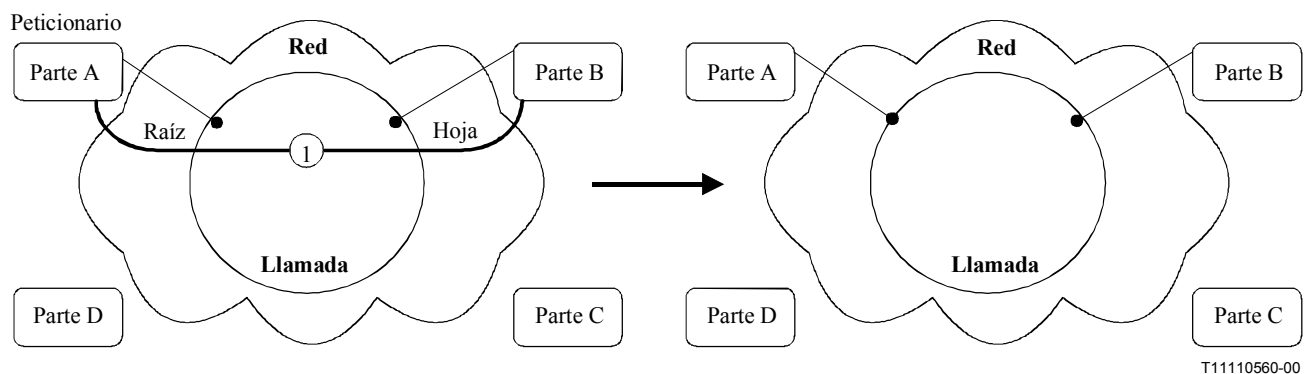 Peticionario
Parte A
Red
Parte B
Raíz
Hoja
1
Llamada
Parte D
Parte C
Parte A
Red
Parte B
Llamada
Parte D
Parte C
T11110560-00